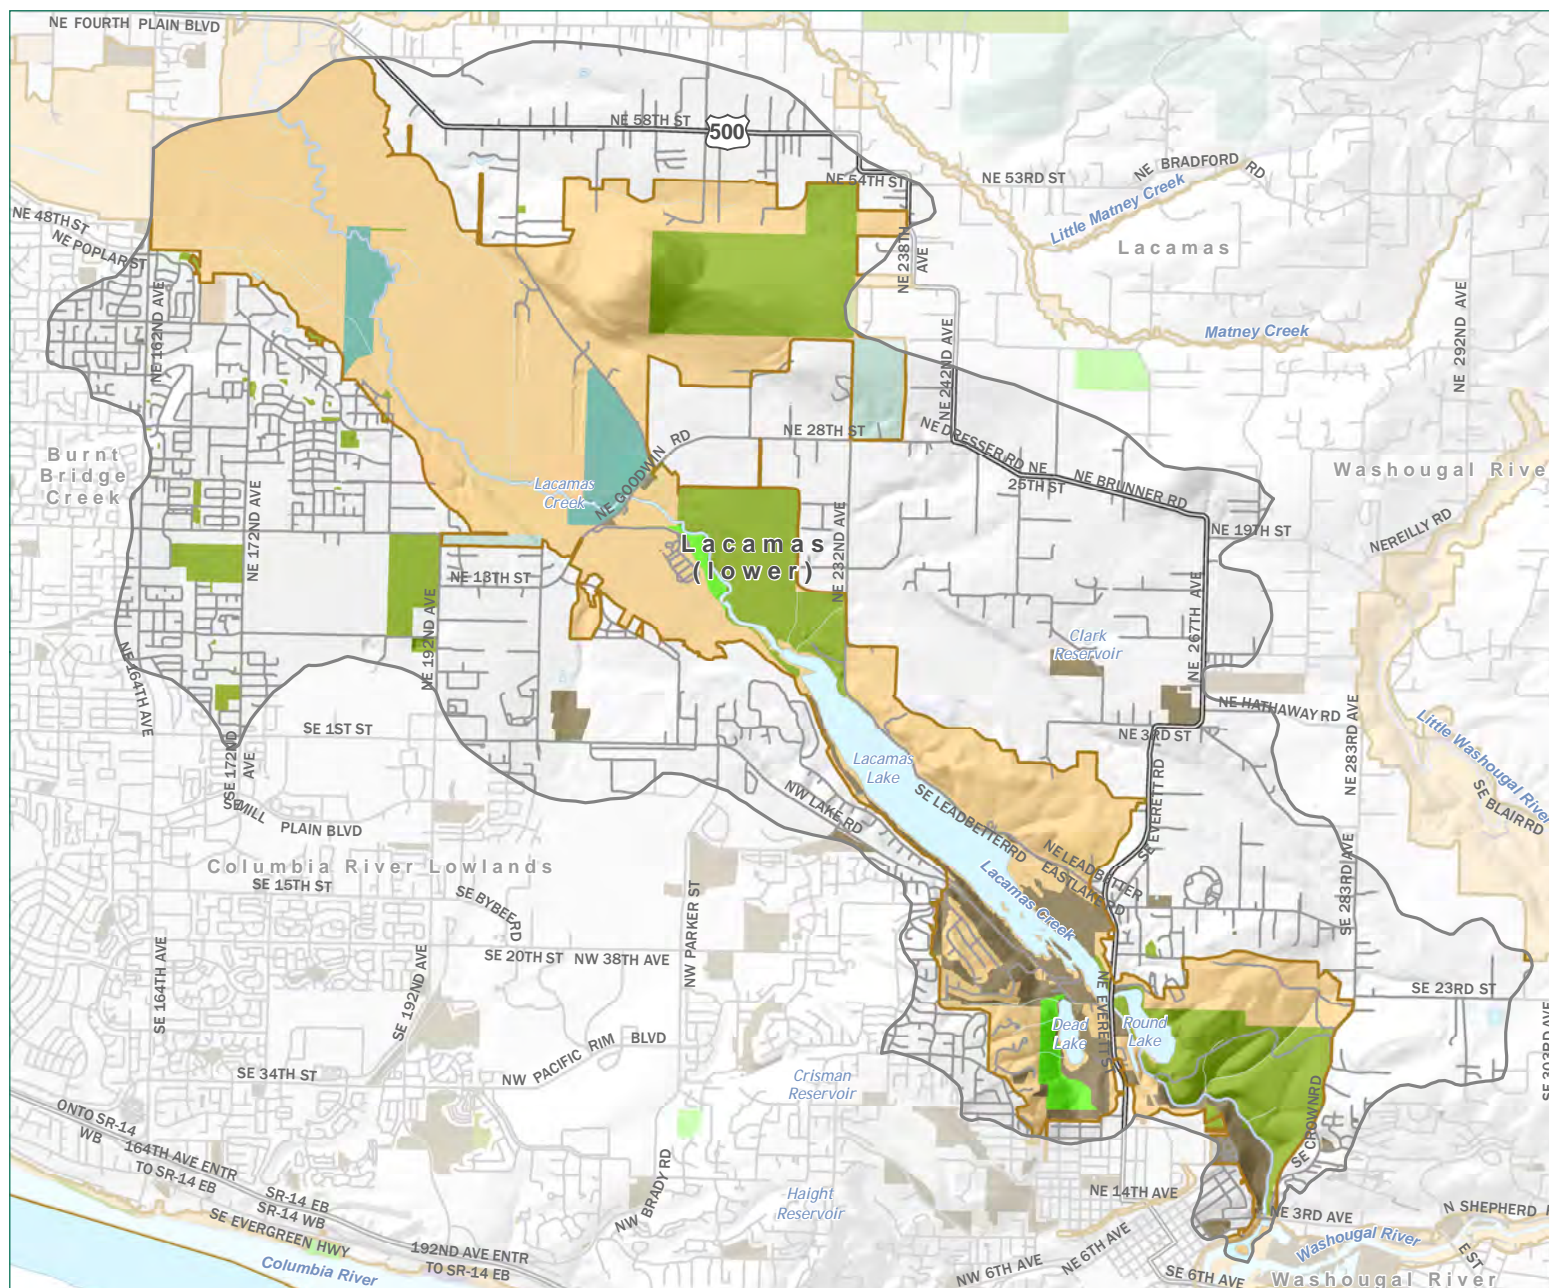 NE FOURTH PLAIN BLVD
NE 58TH ST
500
NE 54TH ST
NE 53RD ST
NE BRADFORD RD
Little Matney Creek
Lacamas
NE 48TH ST
NE POPLAR ST
NE 238TH
AVE
NE 162ND AVE
NE 242ND AVE
Matney Creek
NE 292ND AVE
NE 28TH ST
NE DRESSER RD NE
25TH ST
NE BRUNNER RD
NE GOODWIN RD
Burnt
Bridge
Creek
Washougal River
Lacamas
Creek
NE 172ND AVE
NE 19TH ST
NEREILLY RD
Lacamas
(lower)
NE 232ND AVE
NE 13TH ST
NE 192ND AVE
NE 267TH AVE
Clark
Reservoir
NE 164TH AVE
NE HATHAWAY RD
NE 283RD AVE
Little Washougal River
SE 1ST ST
NE 3RD ST
SE 172ND
AVE
Lacamas
Lake
SE MILL
PLAIN BLVD
NW LAKE RD
SE LEADBETTERRD
SE EVERETT RD
SE BLAIR RD
NE LEADBETTER
EASTLAKE RD
Columbia River Lowlands
SE 15TH ST
SE BYBEE RD
NW PARKER ST
Lacamas Creek
SE 283RD AVE
SE 20TH ST
NW 38TH AVE
SE 164TH AVE
SE 192ND AVE
SE 23RD ST
NE EVERETT ST
Dead
Lake
Round
Lake
NW PACIFIC RIM BLVD
SE 34TH ST
Crisman
Reservoir
SE 303RD AVE
SE CROWNRD
ONTO SR-14
WB
164TH AVE ENTR
TO SR-14 EB
SR-14 EB
SR-14 WB
SE EVERGREEN HWY
192ND AVE ENTR
TO SR-14 EB
Columbia River
NW BRADY RD
Haight
Reservoir
NE 14TH AVE
NE 3RD AVE
N SHEPHERD
E ST
Washougal River
NW 6TH AVE
NE 6TH AVE
SE 6TH AVE
Washougal River